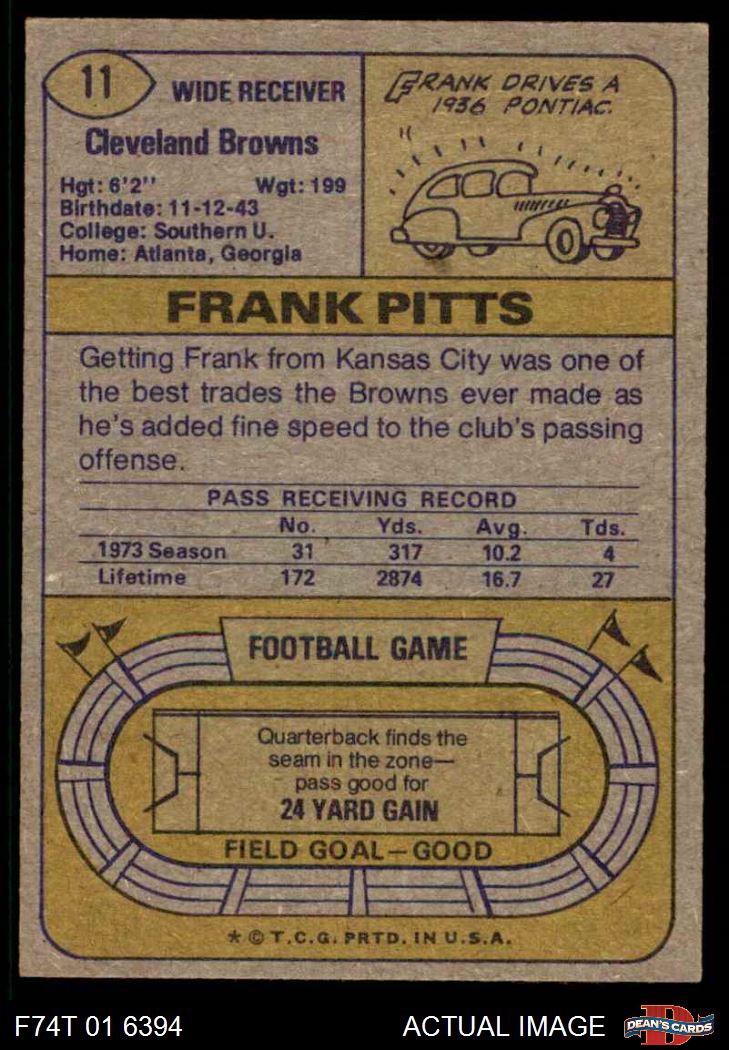 11
WIDE RECEIVER
Cleveland Browns
Hgt: 6'2" Wgt: 199
Birthdate: 11-12-43
College: Southern U.
Home: Atlanta, Georgia
FRANK DRIVES A
1936 PONTIAC.
FRANK PITTS
Getting Frank from Kansas City was one of
the best trades the Browns ever made as
he's added fine speed to the club's passing
offense.
PASS RECEIVING RECORD
No. Yds. Avg. Tds.
1973 Season 31 317 10.2 4
Lifetime 172 2874 16.7 27
FOOTBALL GAME
Quarterback finds the
seam in the zone—
pass good for
24 YARD GAIN
FIELD GOAL—GOOD
* © T.C.G. PRTD. IN U.S.A.
F74T 01 6394 ACTUAL IMAGE
D
DEAN'S CARDS